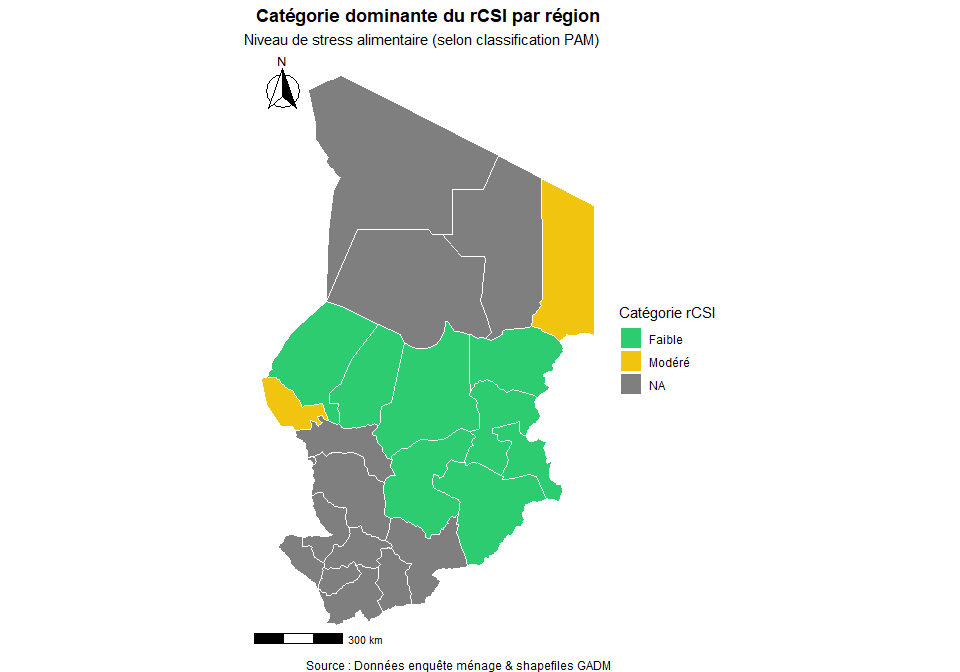 Catégorie dominante du rCSI par région
Niveau de stress alimentaire (selon classification PAM)
N
Catégorie rCSI
Faible
Modéré
NA
300 km
Source : Données enquête ménage & shapefiles GADM